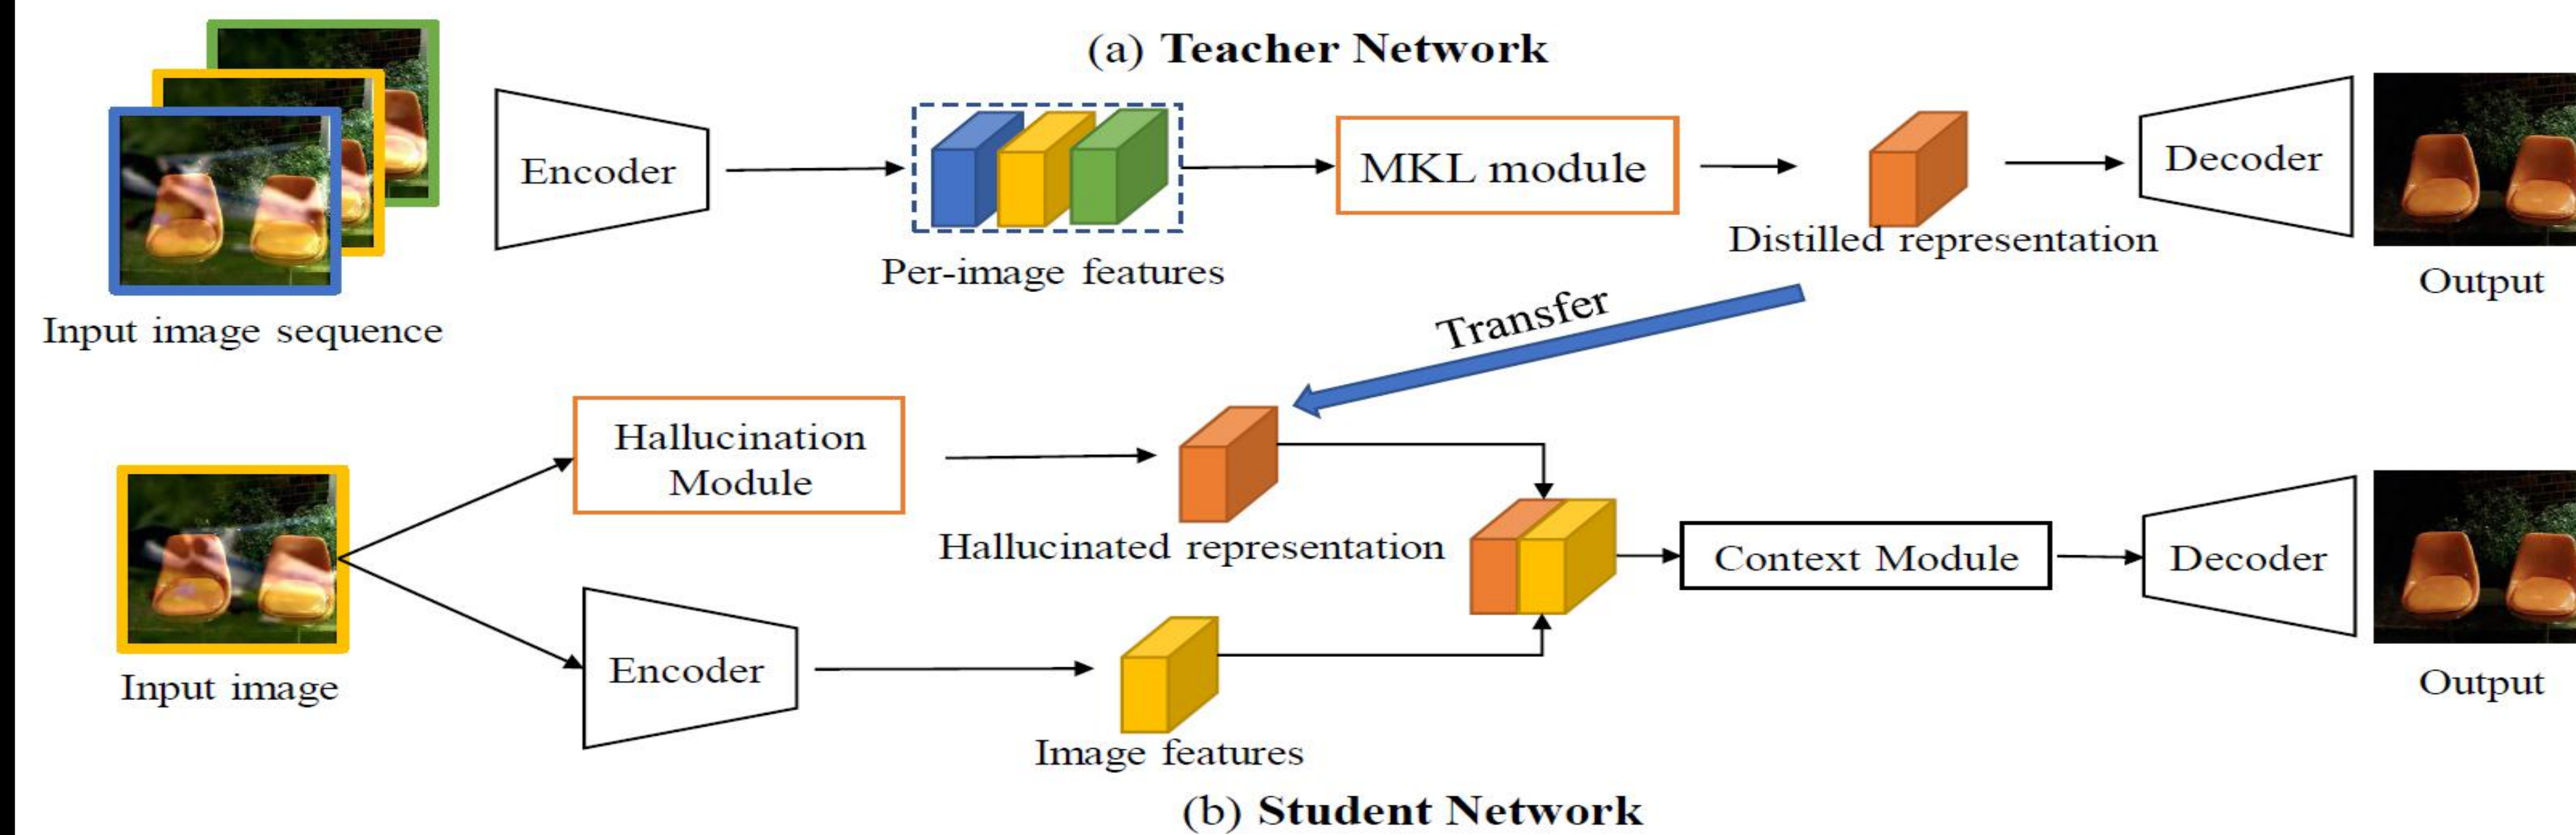 (a) Teacher Network
Encoder
MKL module
Decoder
Per-image features
Distilled representation
Output
Input image sequence
Transfer
Hallucination
Module
Hallucinated representation
Context Module
Decoder
Encoder
Input image
Image features
Output
(b) Student Network